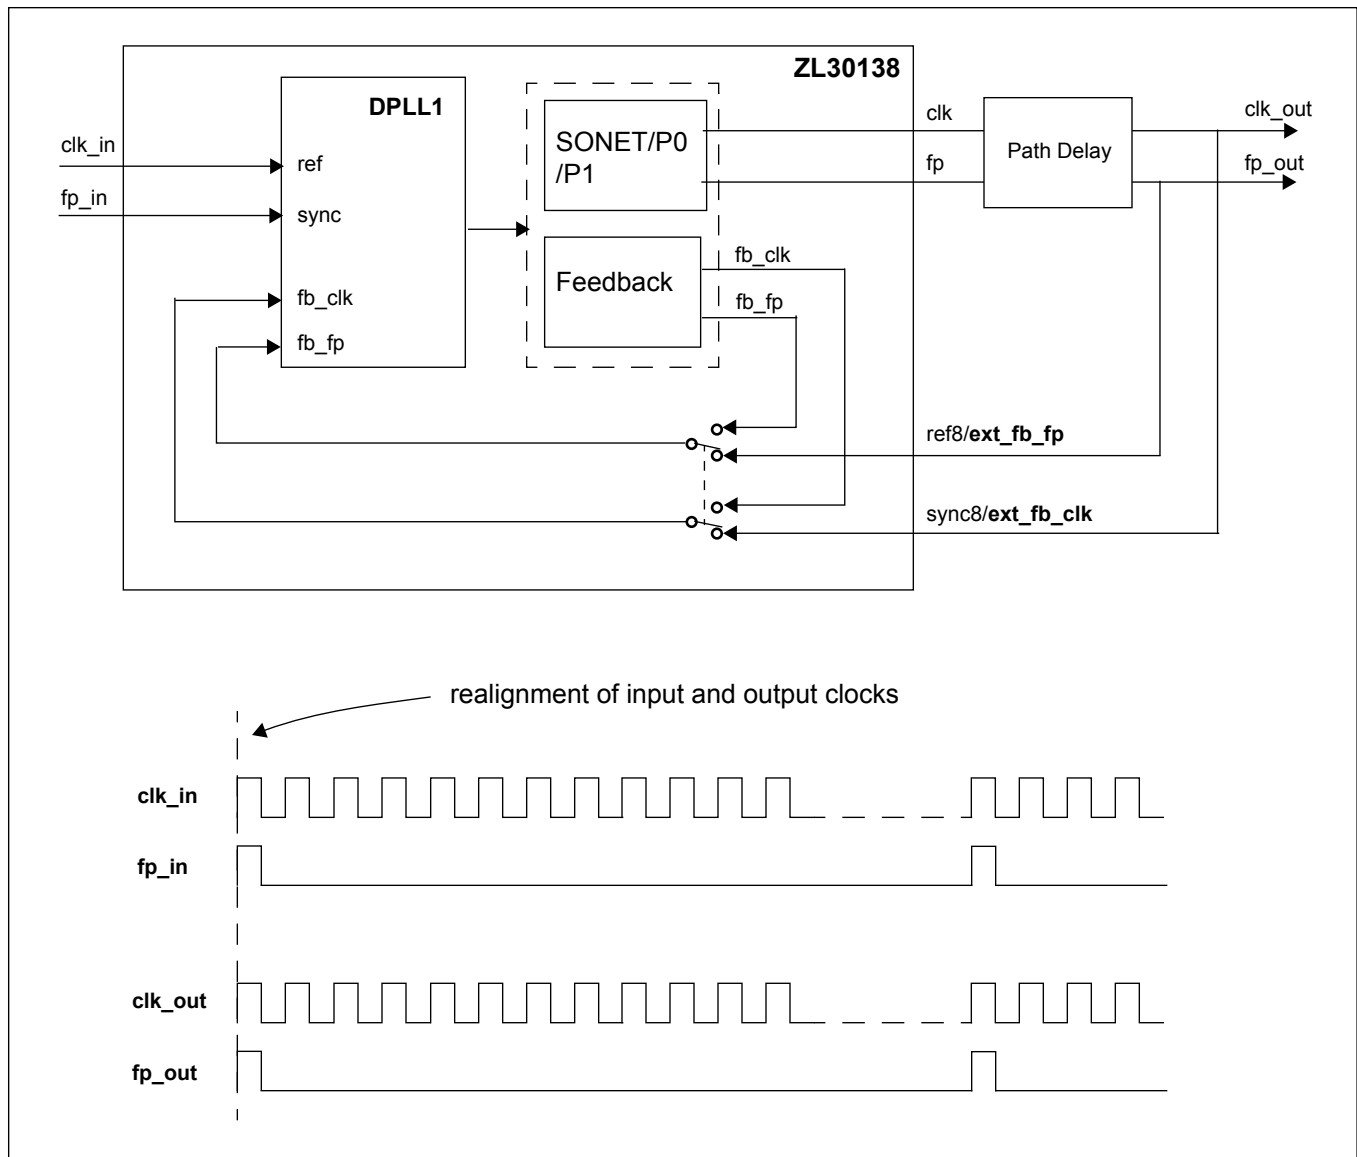 ZL30138
DPLL1
clk_in
ref
fp_in
sync
fb_clk
fb_fp
SONET/P0
/P1
Feedback
fb_clk
fb_fp
clk
fp
Path Delay
clk_out
fp_out
ref8/ext_fb_fp
sync8/ext_fb_clk
realignment of input and output clocks
clk_in
fp_in
clk_out
fp_out